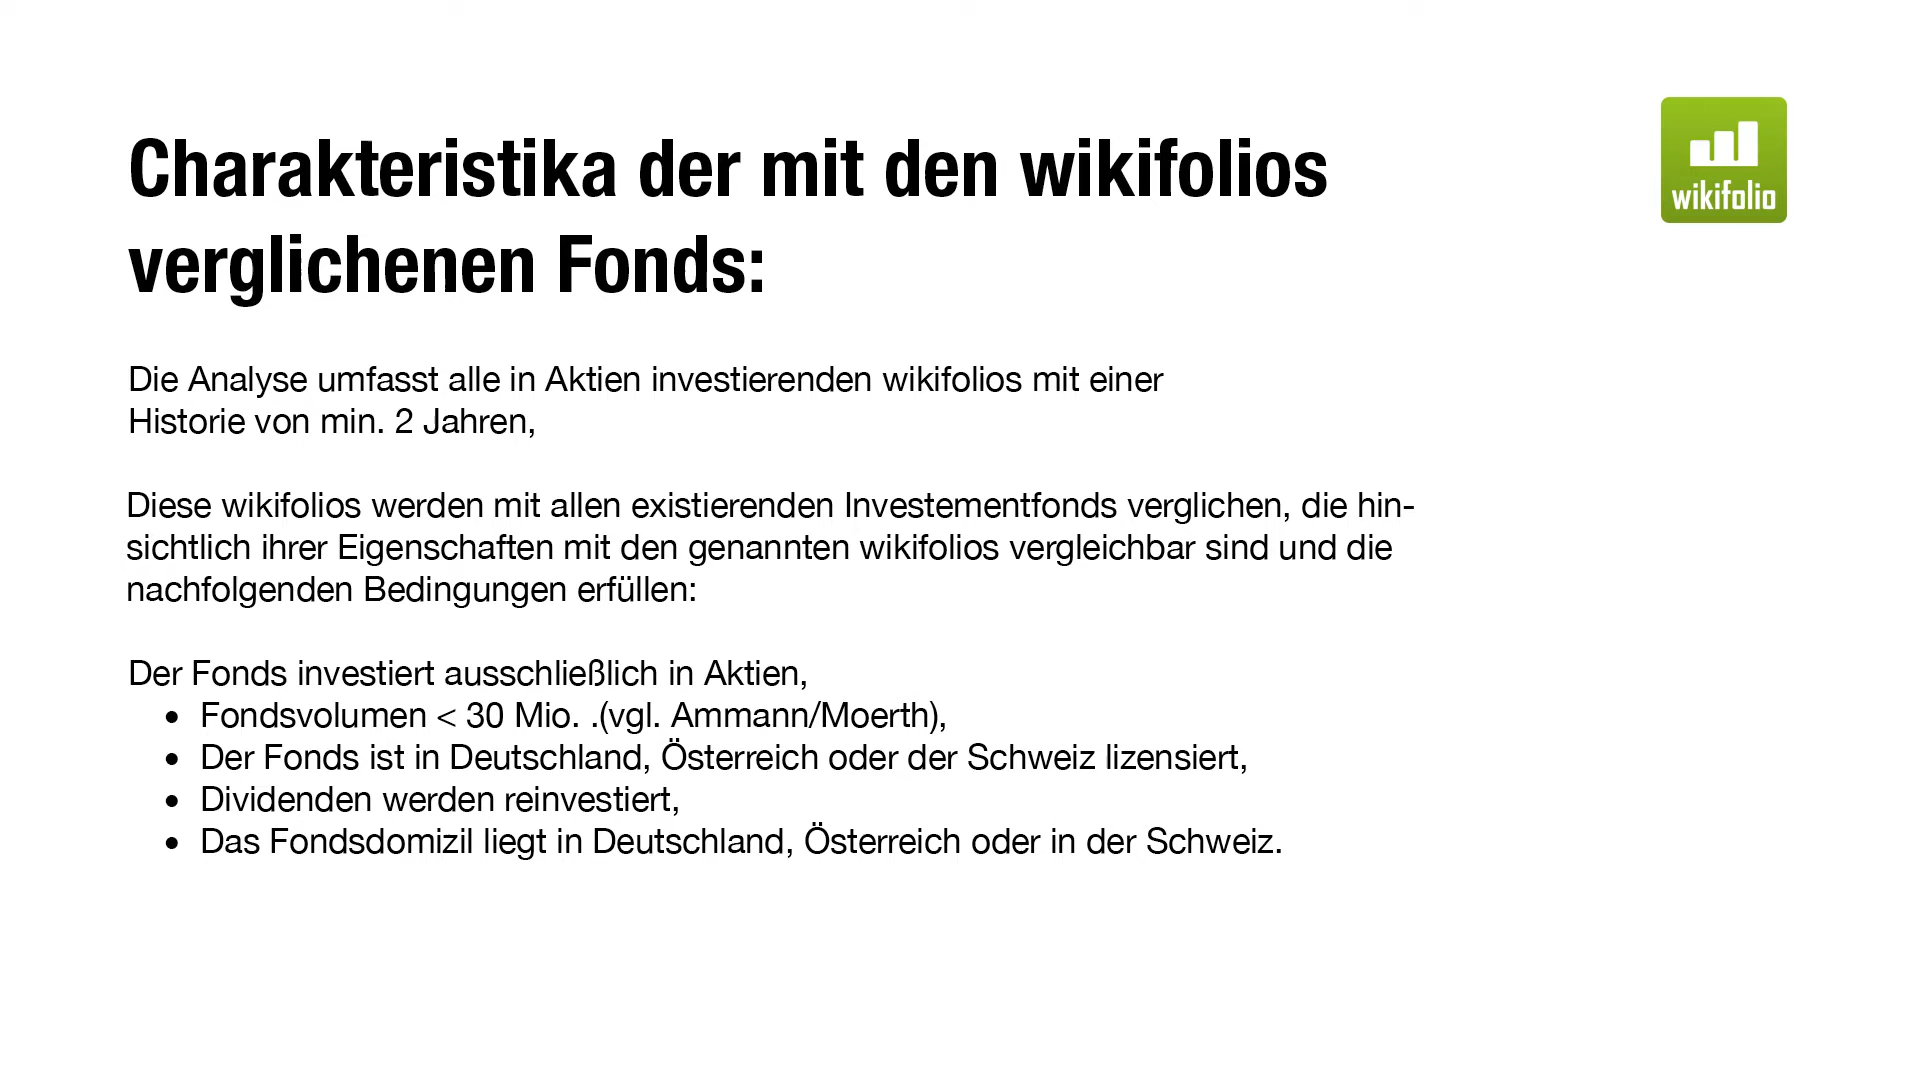 Charakteristika der mit den wikifolios
verglichenen Fonds:
wikifolio
Die Analyse umfasst alle in Aktien investierenden wikifolios mit einer
Historie von min. 2 Jahren,
Diese wikifolios werden mit allen existierenden Investementfonds verglichen, die hin-
sichtlich ihrer Eigenschaften mit den genannten wikifolios vergleichbar sind und die
nachfolgenden Bedingungen erfüllen:
Der Fonds investiert ausschließlich in Aktien,
• Fondsvolumen < 30 Mio. .(vgl. Ammann/Moerth),
• Der Fonds ist in Deutschland, Österreich oder der Schweiz lizensiert,
• Dividenden werden reinvestiert,
• Das Fondsdomizil liegt in Deutschland, Österreich oder in der Schweiz.